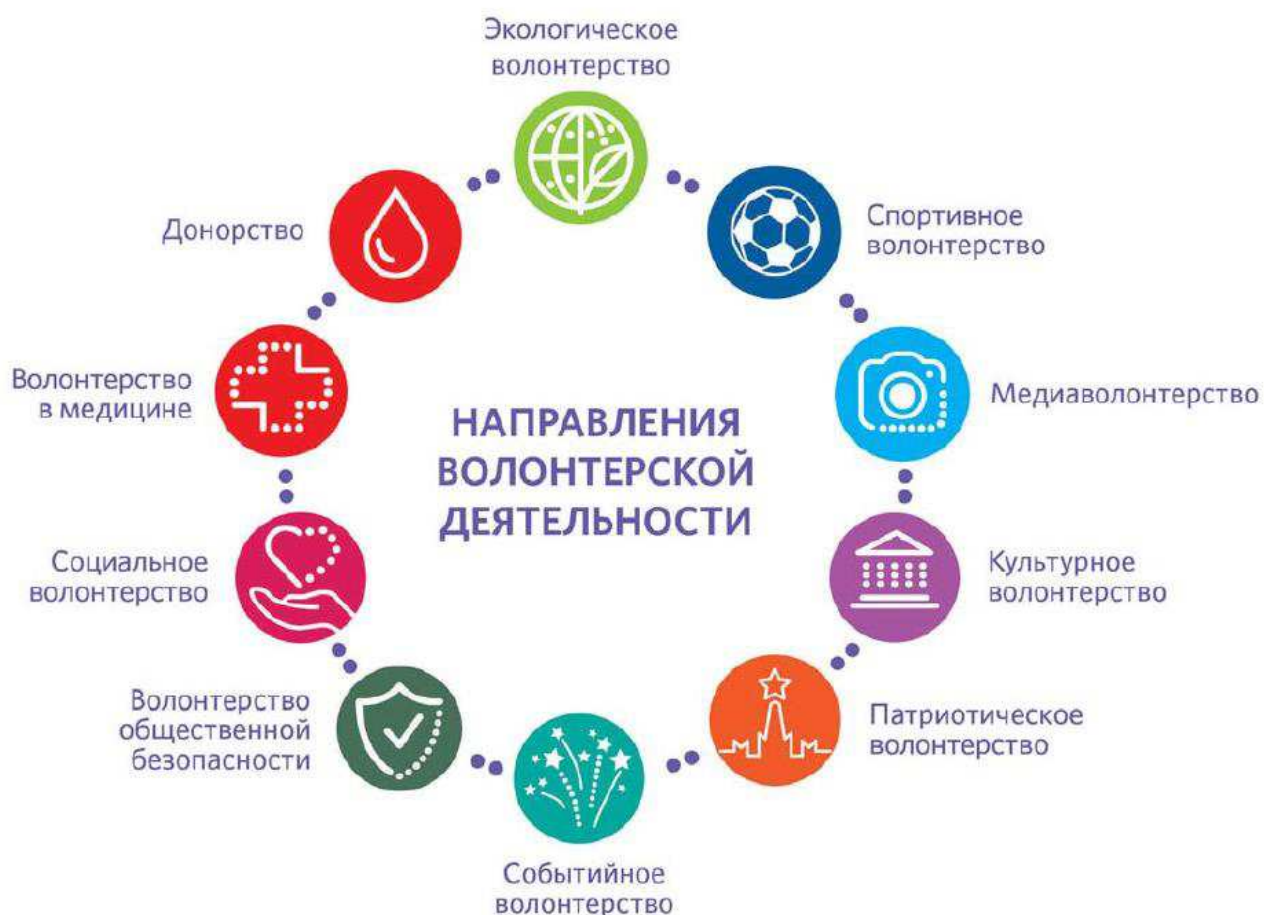 Экологическое
волонтерство
Спортивное
волонтерство
Медиаволонтерство
Культурное
волонтерство
Патриотическое
волонтерство
Событийное
волонтерство
Волонтерство
общественной
безопасности
Социальное
волонтерство
Волонтерство
в медицине
Донорство
НАПРАВЛЕНИЯ
ВОЛОНТЕРСКОЙ
ДЕЯТЕЛЬНОСТИ